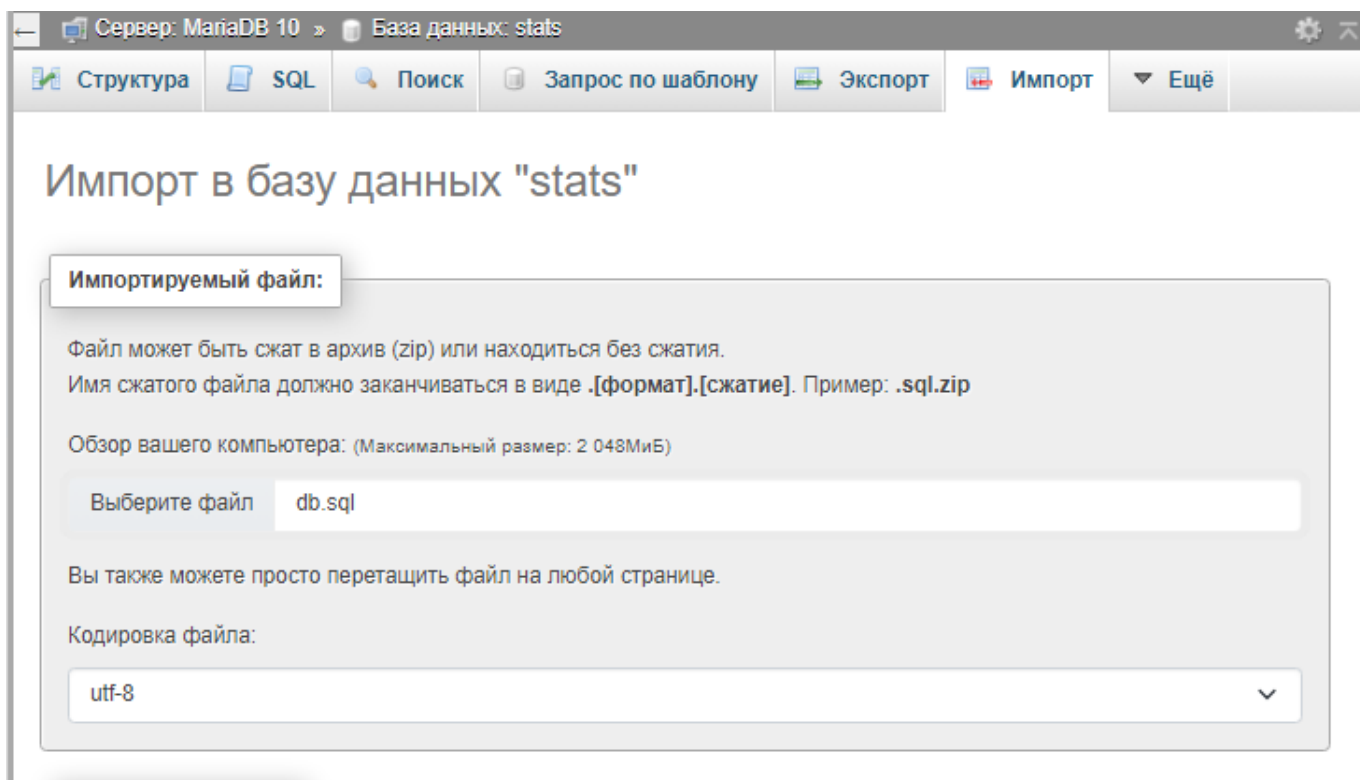 ← Сервер: MariaDB 10 » База данных: stats
Структура SQL Поиск Запрос по шаблону Экспорт Импорт Ещё
Импорт в базу данных "stats"
Импортируемый файл:
Файл может быть сжат в архив (zip) или находиться без сжатия.
Имя сжатого файла должно заканчиваться в виде .[формат].[сжатие]. Пример: .sql.zip
Обзор вашего компьютера: (Максимальный размер: 2 048МиБ)
Выберите файл db.sql
Вы также можете просто перетащить файл на любой странице.
Кодировка файла:
utf-8